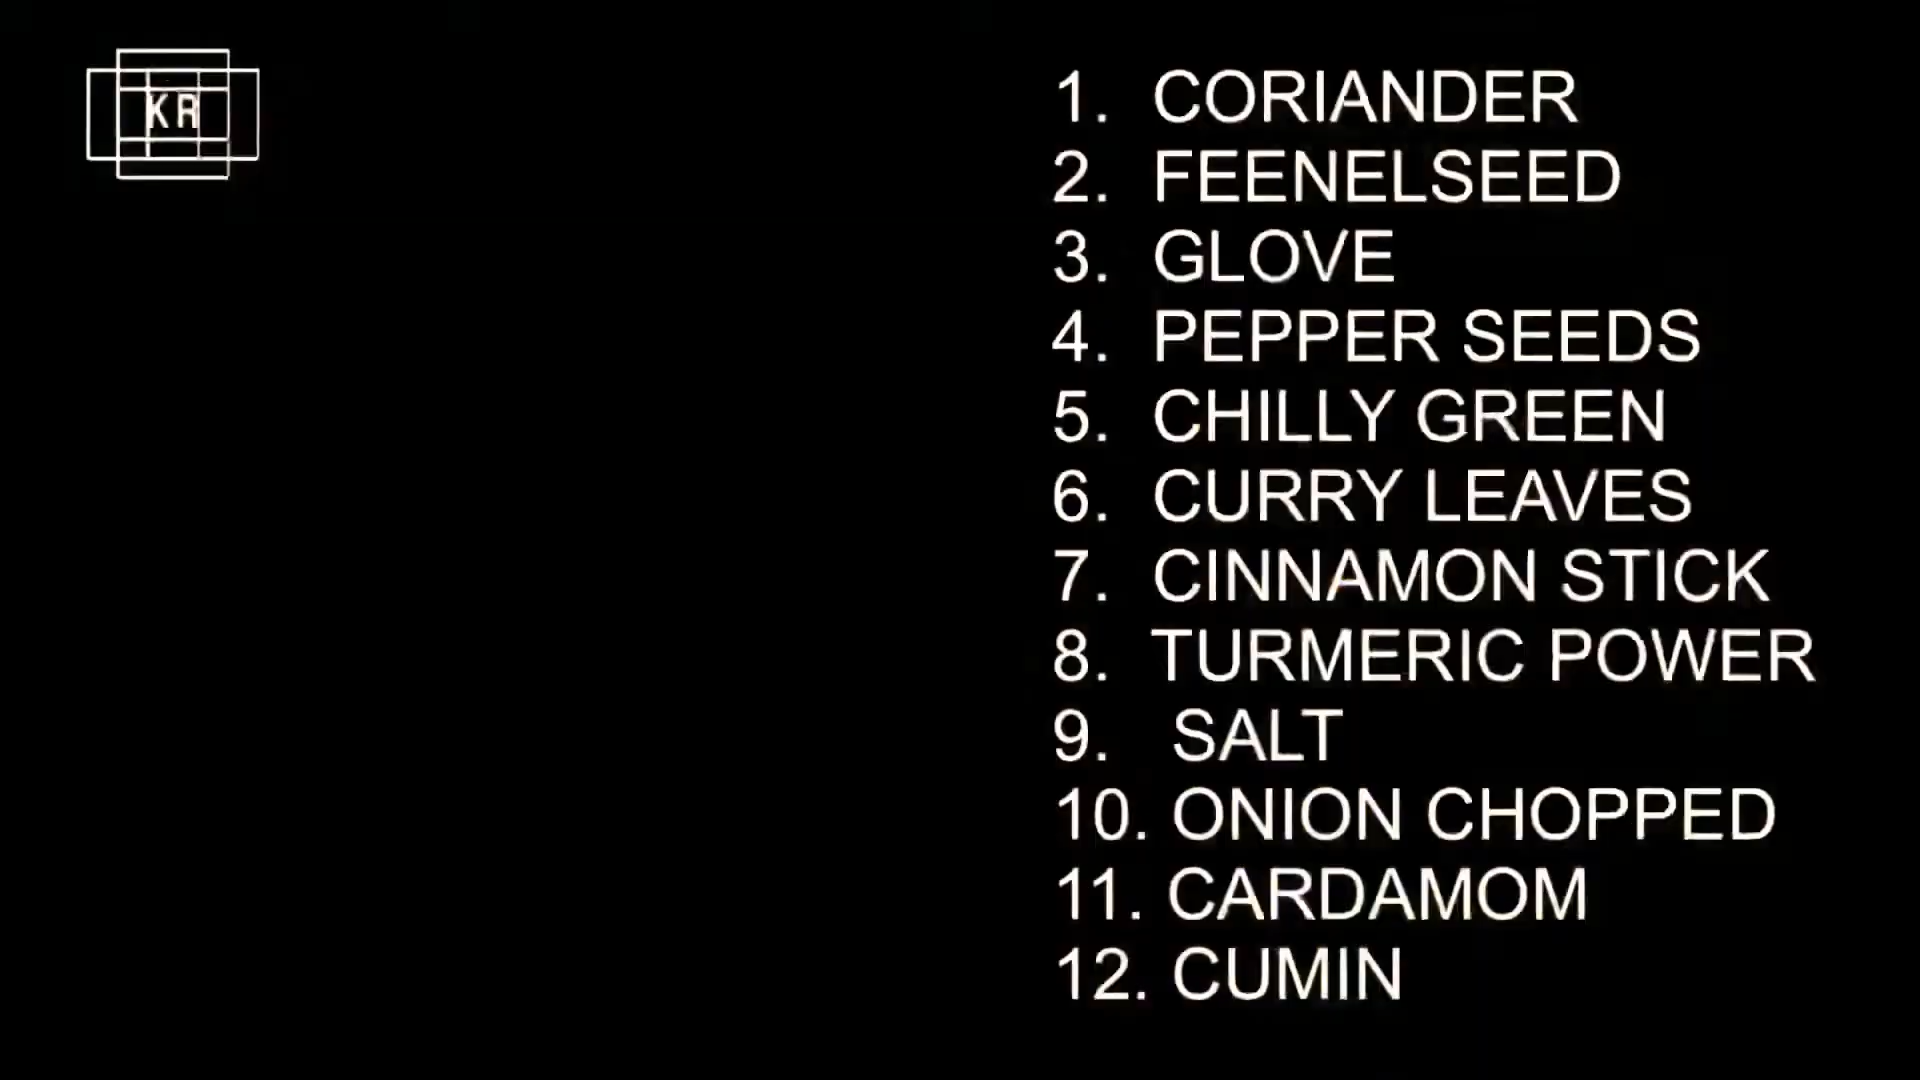 KR
1. CORIANDER
2. FEENELSEED
3. GLOVE
4. PEPPER SEEDS
5. CHILLY GREEN
6. CURRY LEAVES
7. CINNAMON STICK
8. TURMERIC POWER
9. SALT
10. ONION CHOPPED
11. CARDAMOM
12. CUMIN